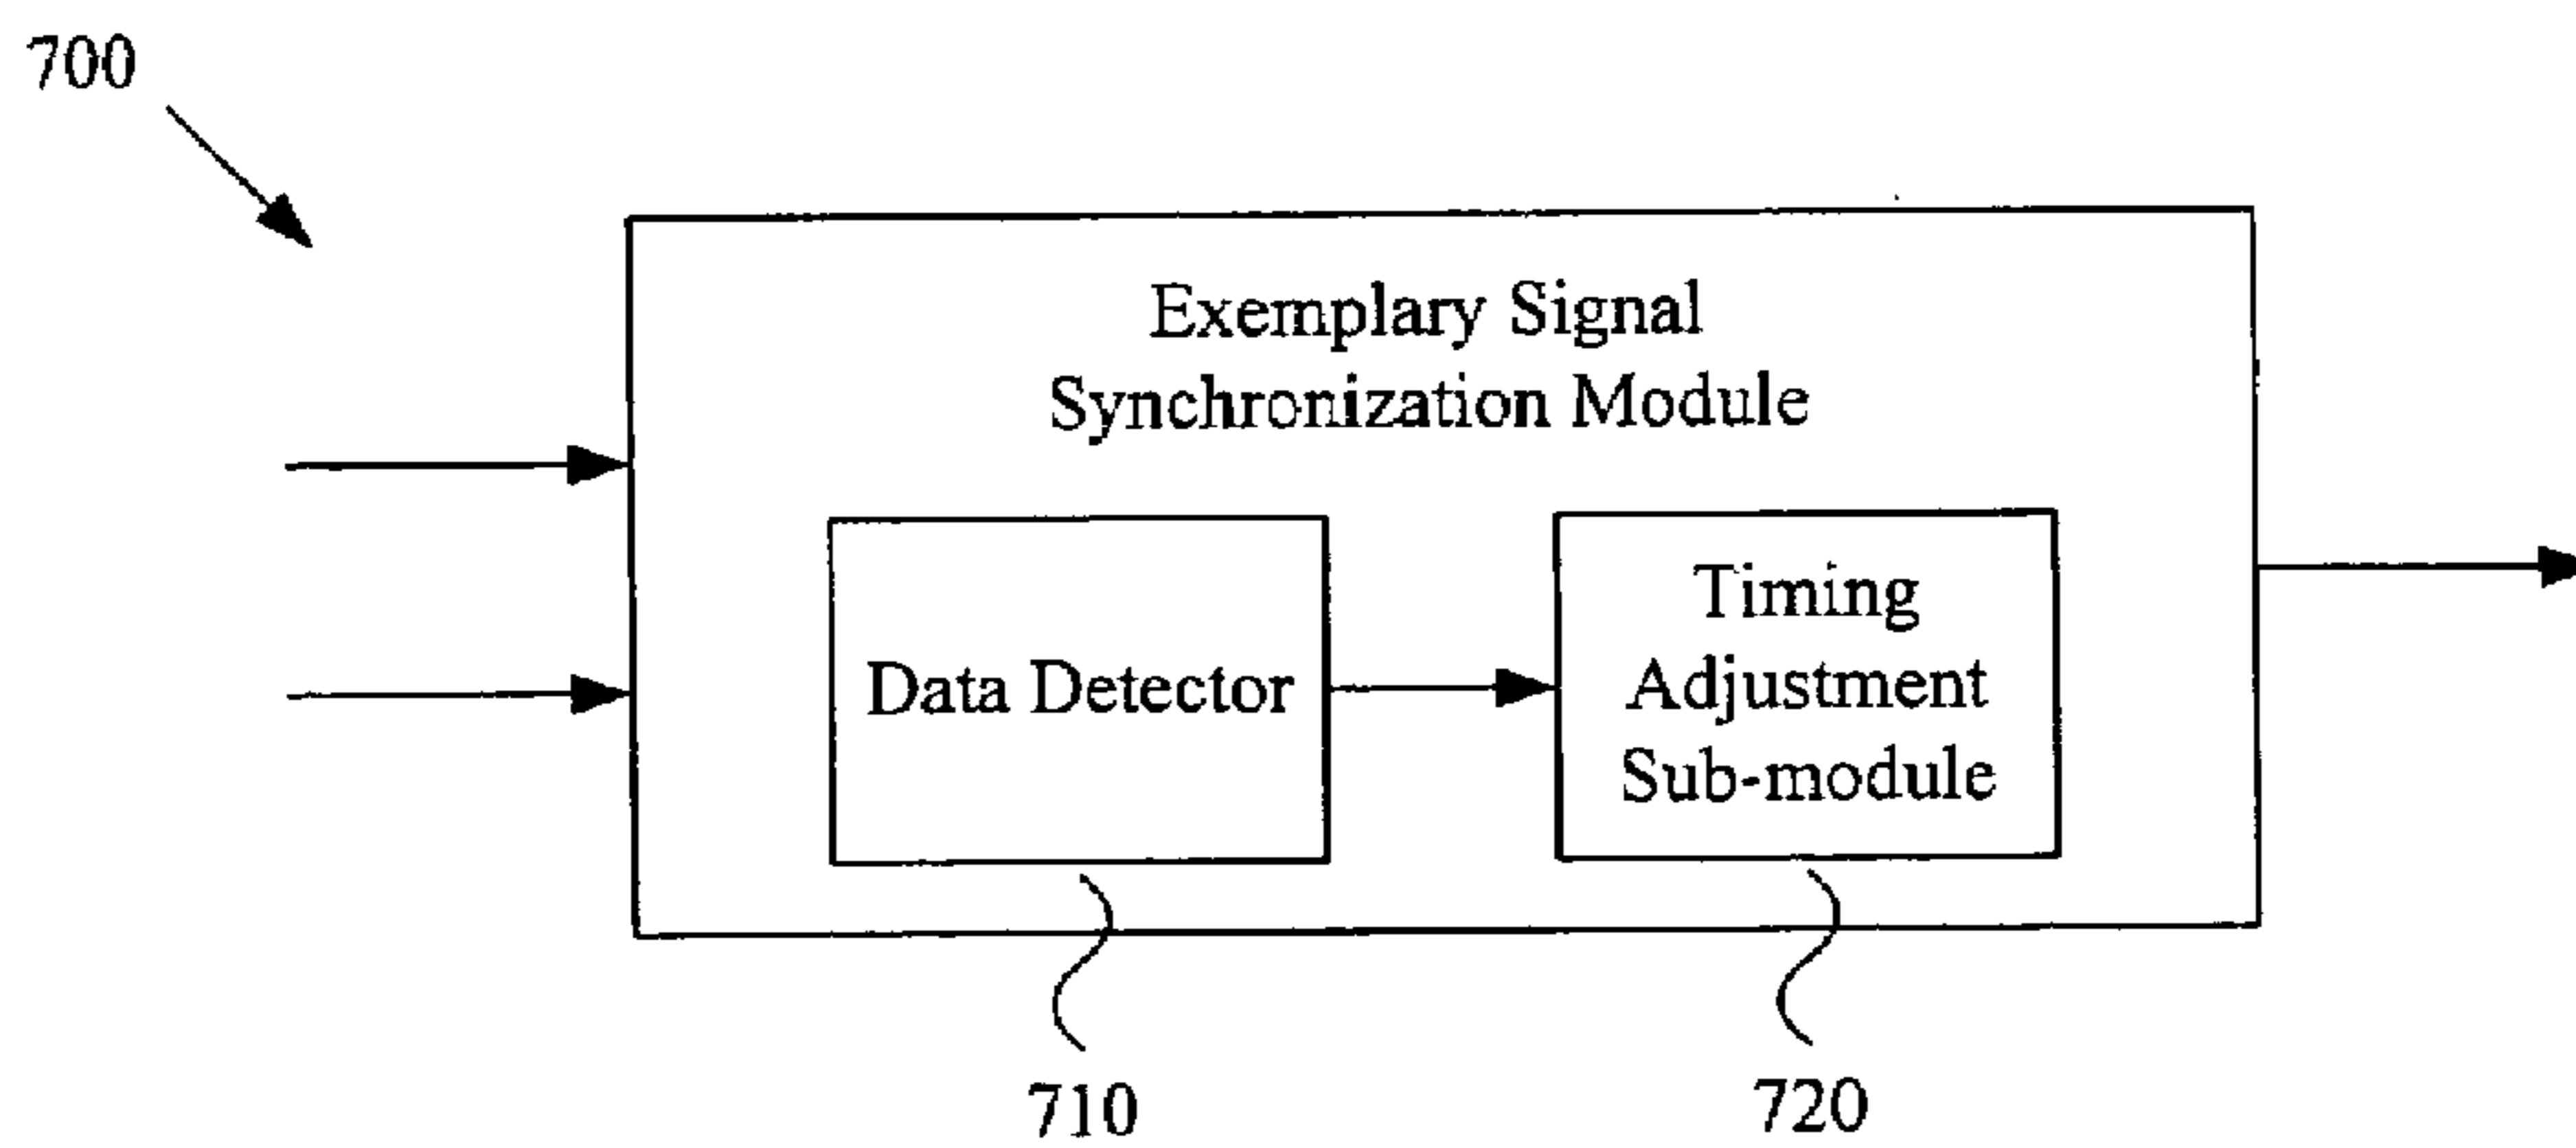 700
Exemplary Signal
Synchronization Module
Data Detector
Timing
Adjustment
Sub-module
710
720